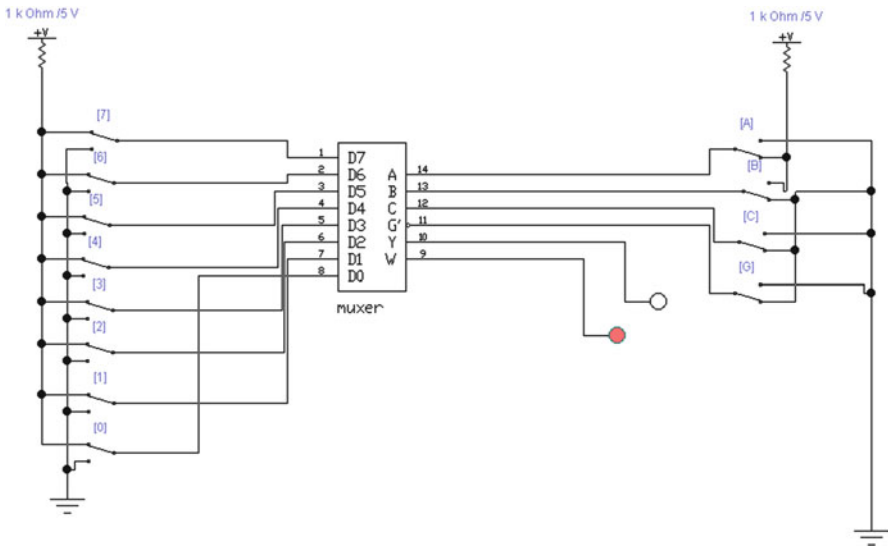 1 k Ohm /5 V
+V
1 k Ohm /5 V
+V
[7]
[6]
[5]
[4]
[3]
[2]
[1]
[0]
1 D7
2 D6 A 14
3 D5 B 13
4 D4 C 12
5 D3 G' 11
6 D2 Y 10
7 D1 W 9
8 D0
muxer
[A]
[B]
[C]
[G]